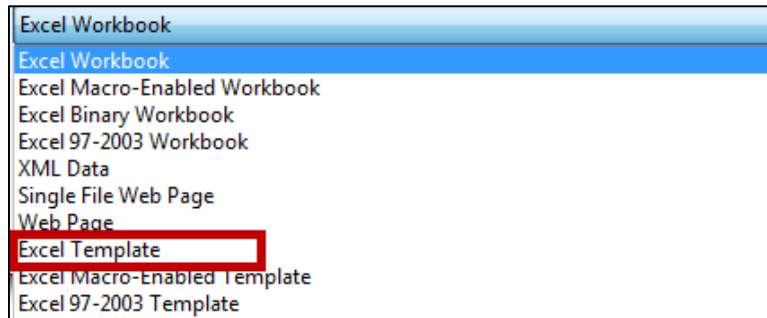 Excel Workbook
Excel Workbook
Excel Macro-Enabled Workbook
Excel Binary Workbook
Excel 97-2003 Workbook
XML Data
Single File Web Page
Web Page
Excel Template
Excel Macro-Enabled Template
Excel 97-2003 Template